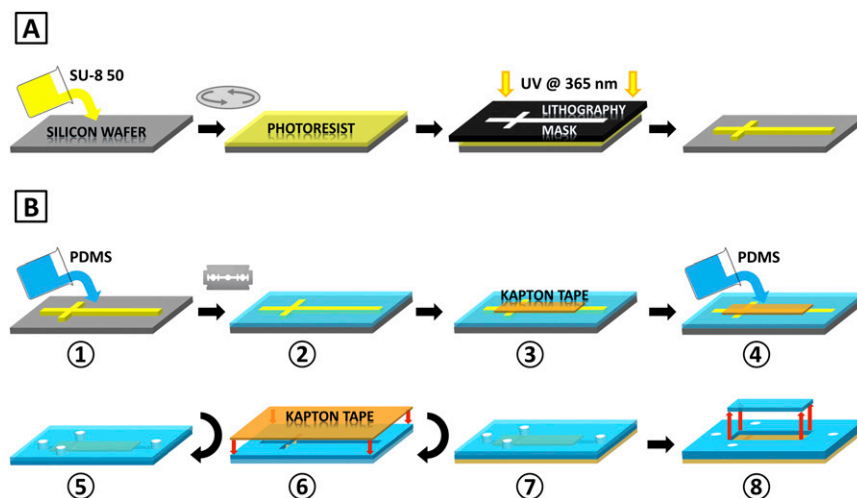 A
SU-8 50
SILICON WAFER
PHOTORESIST
UV @ 365 nm
LITHOGRAPHY
MASK
B
PDMS
KAPTON TAPE
PDMS
① ② ③ ④
KAPTON TAPE
⑤ ⑥ ⑦ ⑧